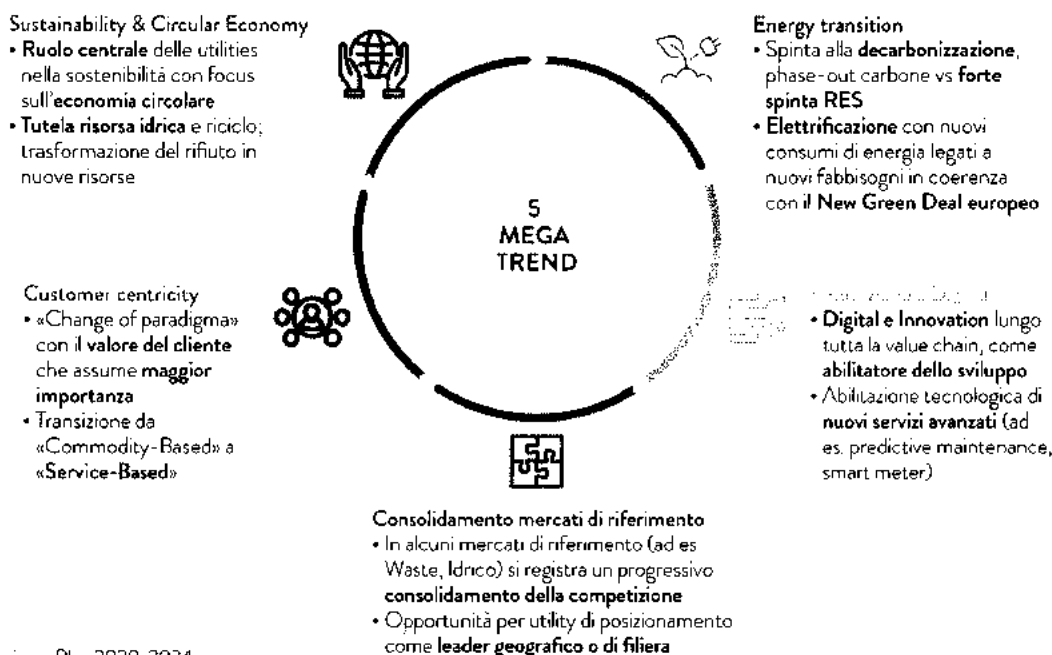 Sustainability & Circular Economy
• Ruolo centrale delle utilities
nella sostenibilità con focus
sull'economia circolare
• Tutela risorsa idrica e riciclo;
trasformazione del rifiuto in
nuove risorse
Energy transition
• Spinta alla decarbonizzazione,
phase-out carbone vs forte
spinta RES
• Elettrificazione con nuovi
consumi di energia legati a
nuovi fabbisogni in coerenza
con il New Green Deal europeo
5
MEGA
TREND
Customer centricity
• «Change of paradigma»
con il valore del cliente
che assume maggior
importanza
• Transizione da
«Commodity-Based» a
«Service-Based»
• Digital e Innovation lungo
tutta la value chain, come
abilitatore dello sviluppo
• Abilitazione tecnologica di
nuovi servizi avanzati (ad
es. predictive maintenance,
smart meter)
Consolidamento mercati di riferimento
• In alcuni mercati di riferimento (ad es
Waste, Idrico) si registra un progressivo
consolidamento della competizione
• Opportunità per utility di posizionamento
come leader geografico o di filiera
2020-2024